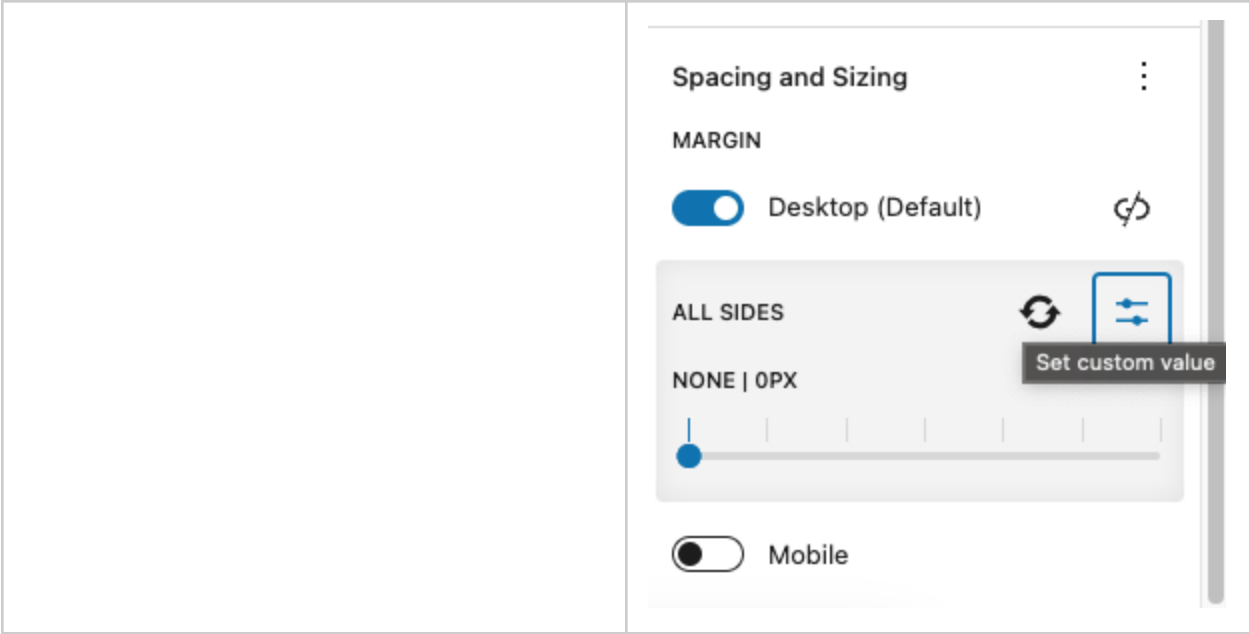 Spacing and Sizing
MARGIN
Desktop (Default)
ALL SIDES
Set custom value
NONE | 0PX
Mobile